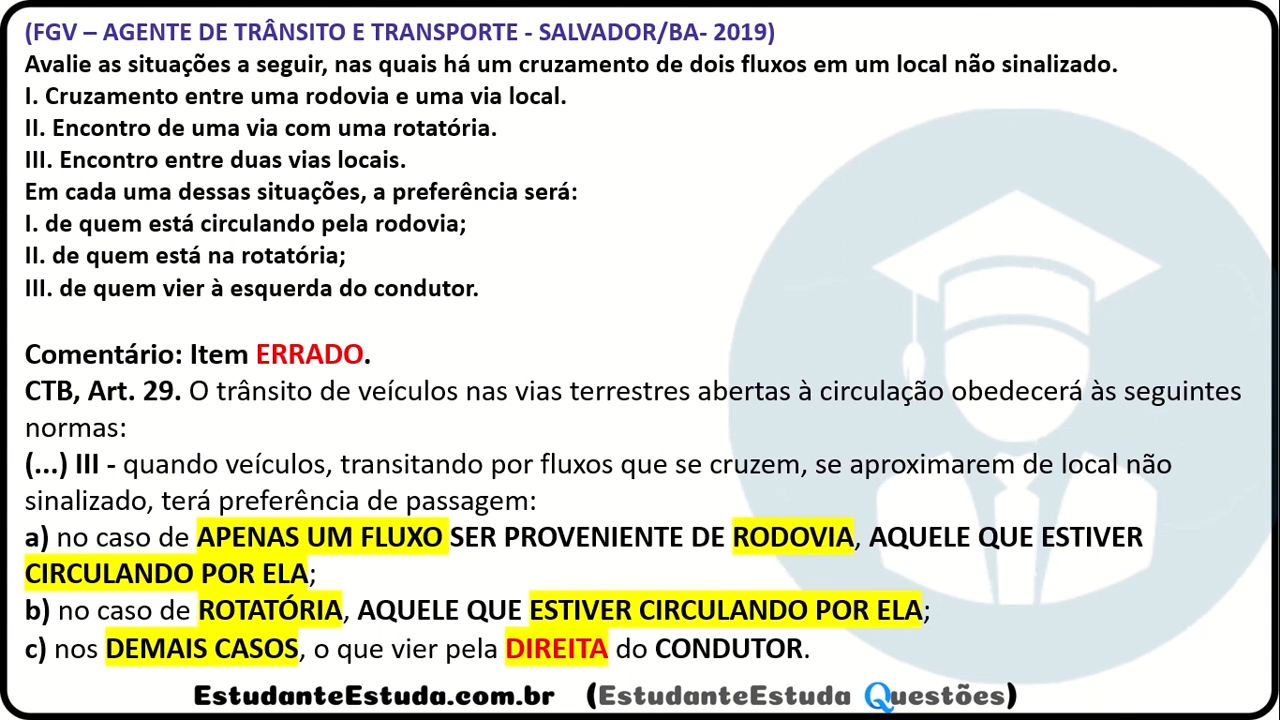 (FGV – AGENTE DE TRÂNSITO E TRANSPORTE - SALVADOR/BA- 2019)
Avalie as situações a seguir, nas quais há um cruzamento de dois fluxos em um local não sinalizado.
I. Cruzamento entre uma rodovia e uma via local.
II. Encontro de uma via com uma rotatória.
III. Encontro entre duas vias locais.
Em cada uma dessas situações, a preferência será:
I. de quem está circulando pela rodovia;
II. de quem está na rotatória;
III. de quem vier à esquerda do condutor.
Comentário: Item ERRADO.
CTB, Art. 29. O trânsito de veículos nas vias terrestres abertas à circulação obedecerá às seguintes
normas:
(...) III - quando veículos, transitando por fluxos que se cruzem, se aproximarem de local não
sinalizado, terá preferência de passagem:
a) no caso de APENAS UM FLUXO SER PROVENIENTE DE RODOVIA, AQUELE QUE ESTIVER
CIRCULANDO POR ELA;
b) no caso de ROTATÓRIA, AQUELE QUE ESTIVER CIRCULANDO POR ELA;
c) nos DEMAIS CASOS, o que vier pela DIREITA do CONDUTOR.
EstudanteEstuda.com.br (EstudanteEstuda Questões)